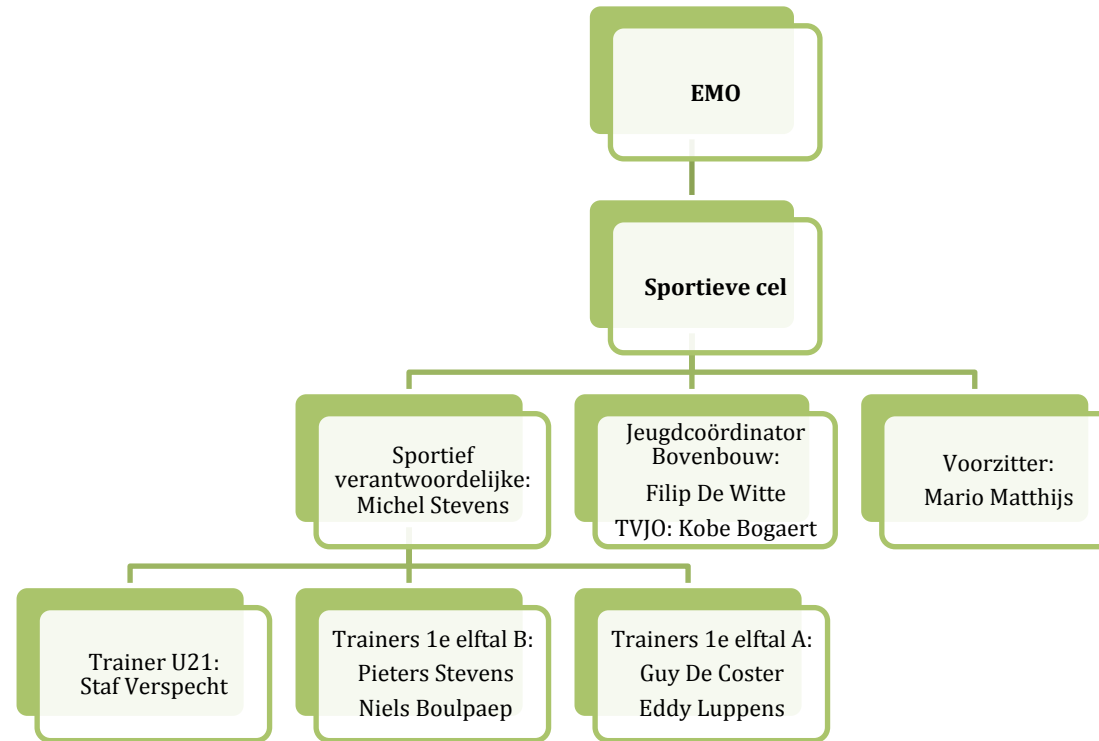 EMO
Sportieve cel
Sportief
verantwoordelijke:
Michel Stevens
Jeugdcoördinator
Bovenbouw:
Filip De Witte
TVJO: Kobe Bogaert
Voorzitter:
Mario Matthijs
Trainer U21:
Staf Verspecht
Trainers 1e elftal B:
Pieters Stevens
Niels Boulpaep
Trainers 1e elftal A:
Guy De Coster
Eddy Luppens